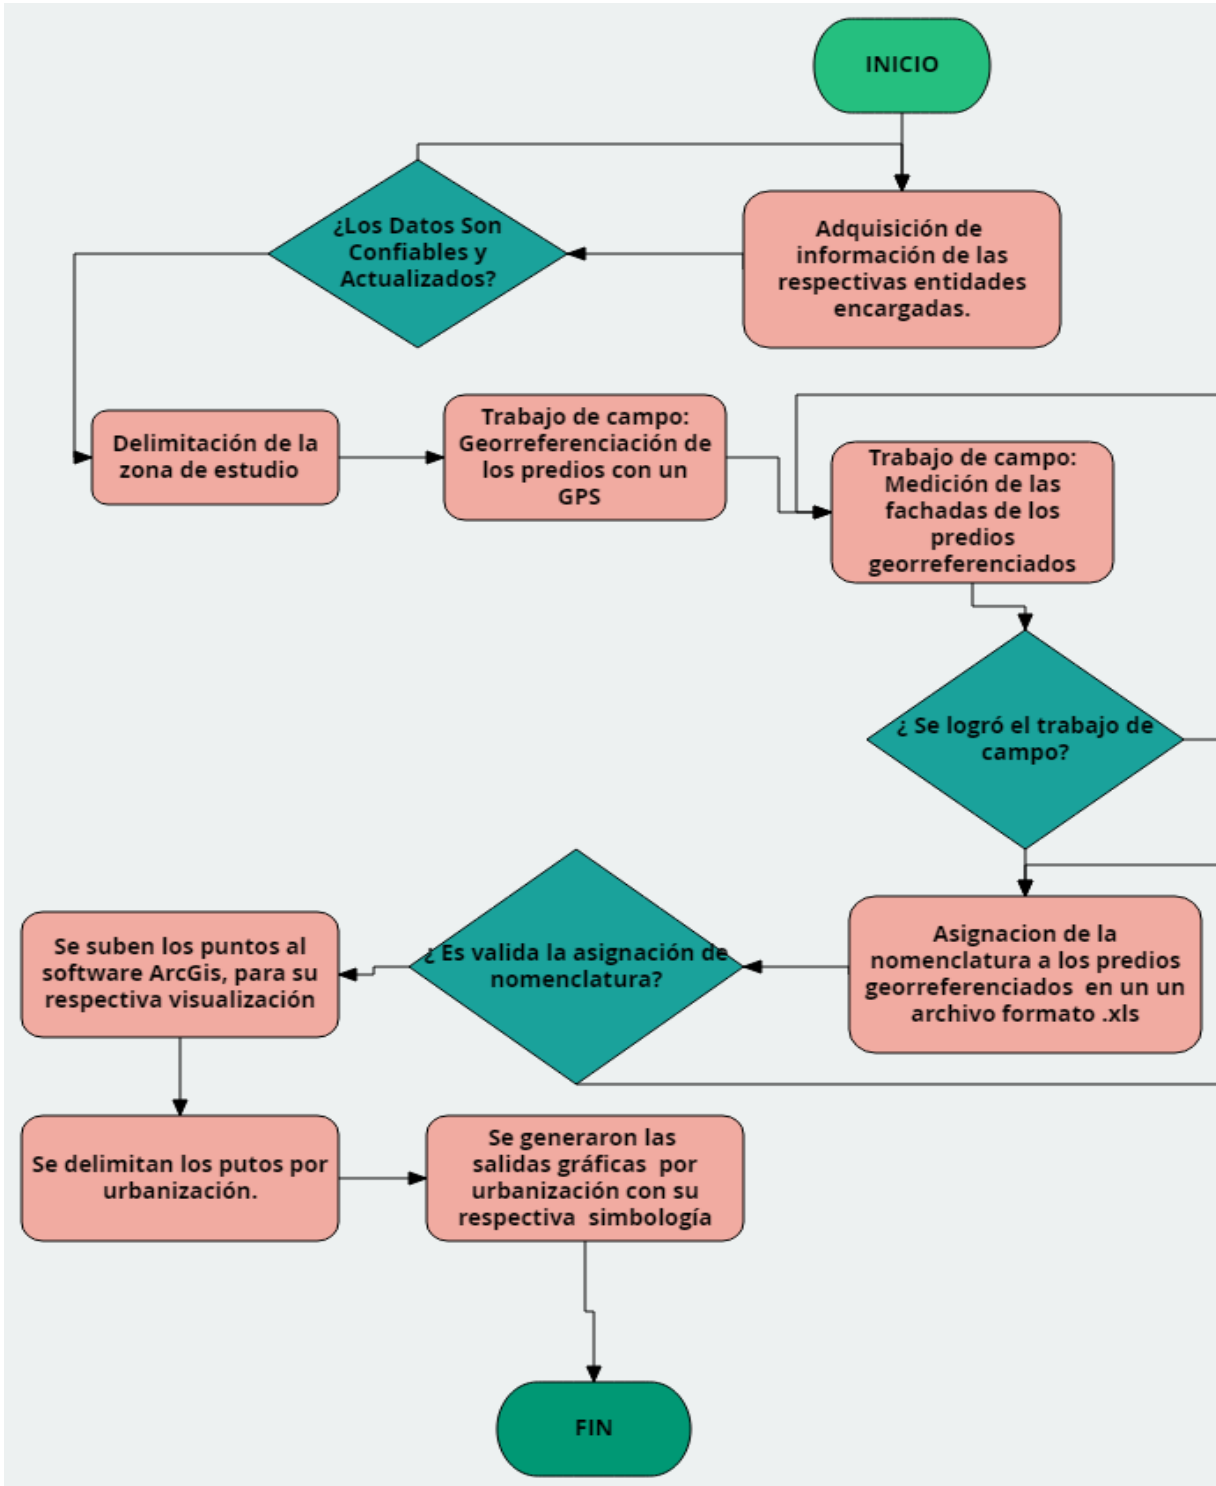 INICIO
Adquisición de
información de las
respectivas entidades
encargadas.
¿Los Datos Son
Confiables y
Actualizados?
Delimitación de la
zona de estudio
Trabajo de campo:
Georreferenciación de
los predios con un
GPS
Trabajo de campo:
Medición de las
fachadas de los
predios
georreferenciados
¿ Se logró el trabajo de
campo?
Asignacion de la
nomenclatura a los predios
georreferenciados en un un
archivo formato .xls
¿ Es valida la asignación de
nomenclatura?
Se suben los puntos al
software ArcGis, para su
respectiva visualización
Se delimitan los putos por
urbanización.
Se generaron las
salidas gráficas por
urbanización con su
respectiva simbología
FIN